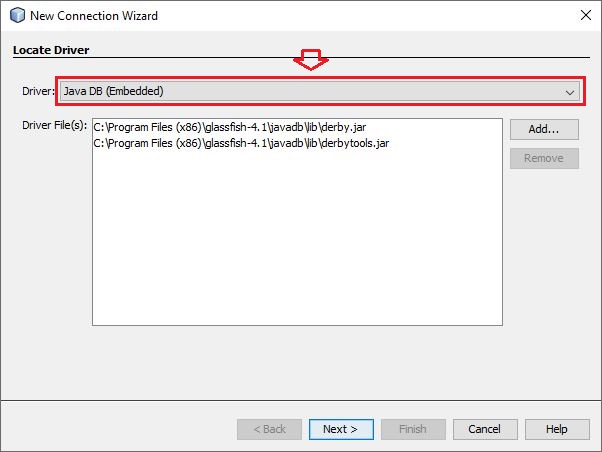 New Connection Wizard
Locate Driver
Driver: Java DB (Embedded)
Driver File(s): C:\Program Files (x86)\glassfish-4.1\javadb\lib\derby.jar
C:\Program Files (x86)\glassfish-4.1\javadb\lib\derbytools.jar
Add...
Remove
< Back Next > Finish Cancel Help